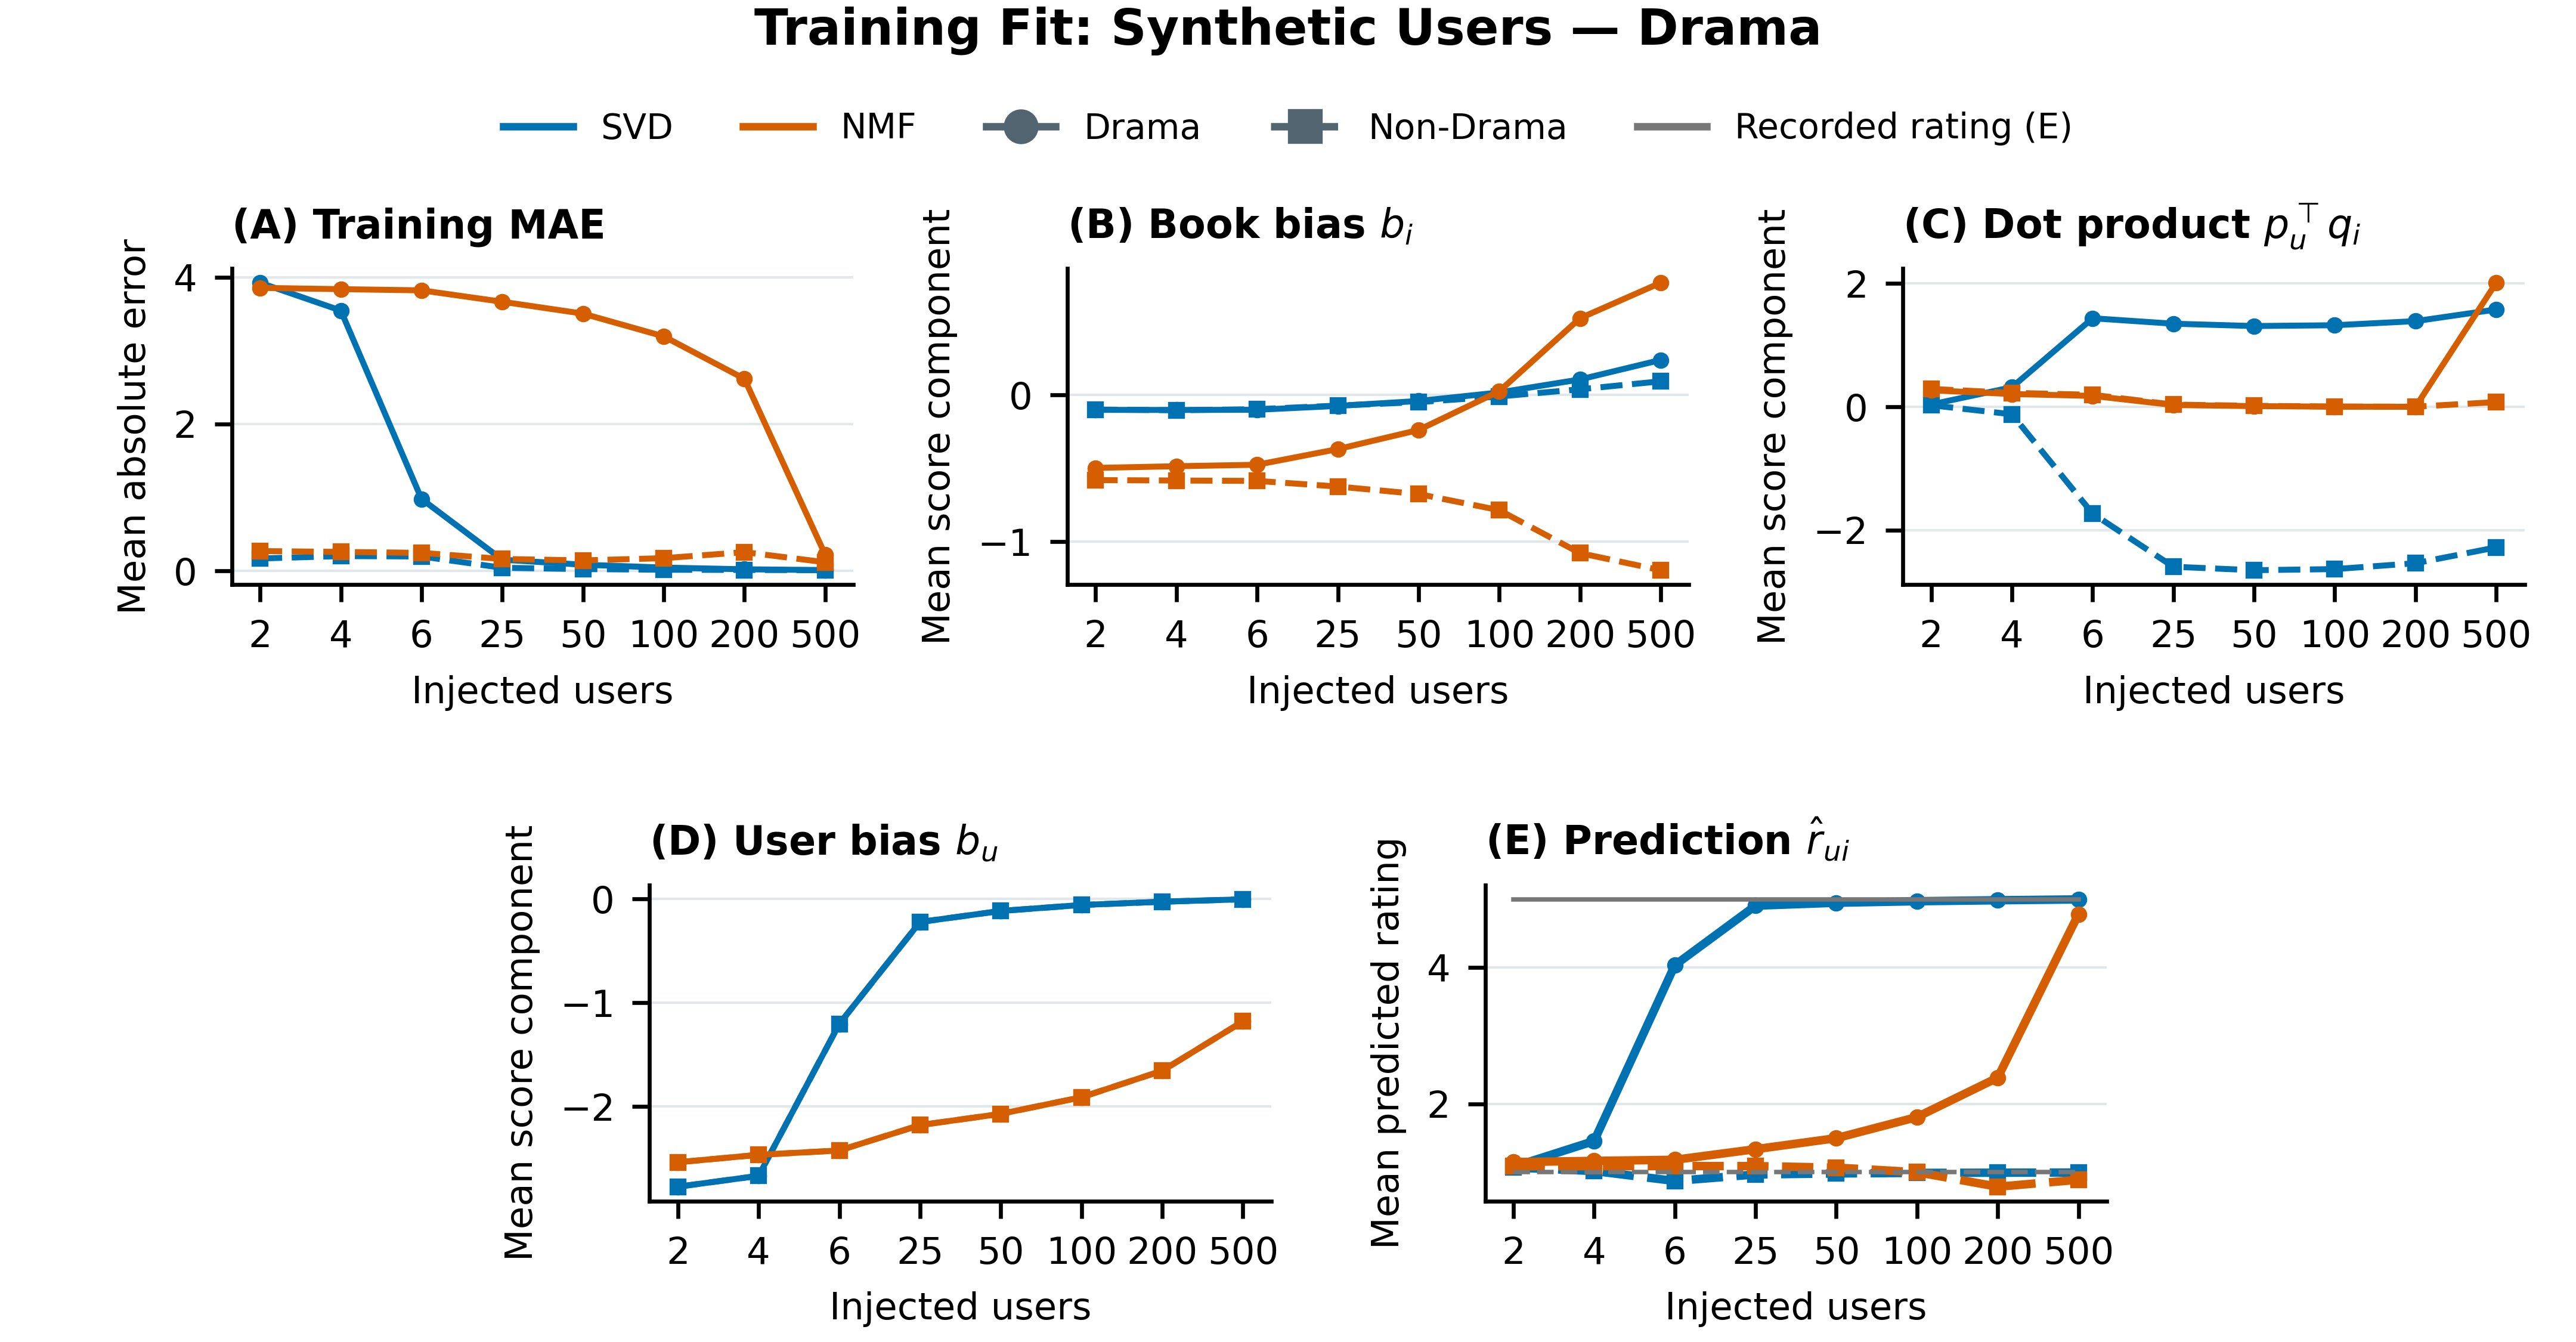 Training Fit: Synthetic Users — Drama
SVD
NMF
Drama
Non-Drama
Recorded rating (E)
(A) Training MAE
Mean absolute error
4
2
0
2 4 6 25 50 100 200 500
Injected users
(B) Book bias b_i
Mean score component
0
−1
2 4 6 25 50 100 200 500
Injected users
(C) Dot product p_u^⊤ q_i
Mean score component
2
0
−2
2 4 6 25 50 100 200 500
Injected users
(D) User bias b_u
Mean score component
0
−1
−2
2 4 6 25 50 100 200 500
Injected users
(E) Prediction r̂_ui
Mean predicted rating
4
2
2 4 6 25 50 100 200 500
Injected users